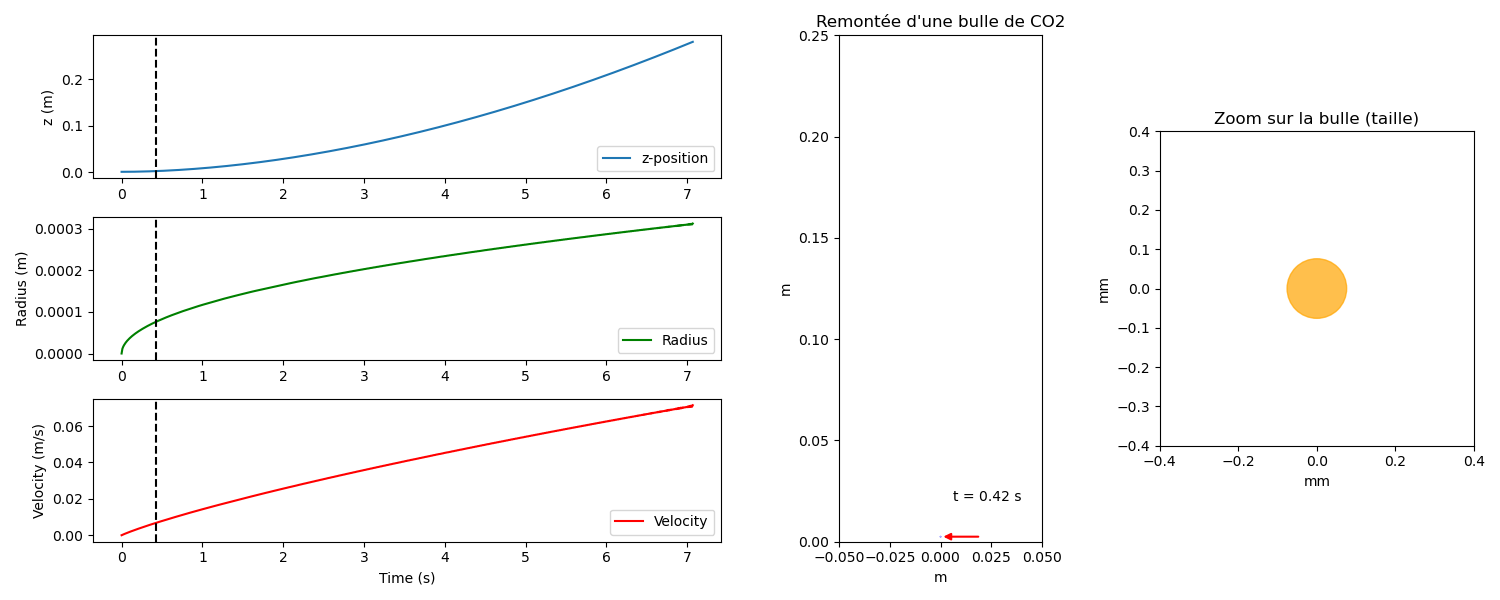 z (m)
0.2
0.1
0.0
z-position
0 1 2 3 4 5 6 7
Radius (m)
0.0003
0.0002
0.0001
0.0000
Radius
0 1 2 3 4 5 6 7
Velocity (m/s)
0.06
0.04
0.02
0.00
Velocity
0 1 2 3 4 5 6 7
Time (s)
Remontée d'une bulle de CO2
m
0.25
0.20
0.15
0.10
0.05
0.00
t = 0.42 s
−0.050 −0.025 0.000 0.025 0.050
m
Zoom sur la bulle (taille)
mm
0.4
0.3
0.2
0.1
0.0
−0.1
−0.2
−0.3
−0.4
−0.4 −0.2 0.0 0.2 0.4
mm